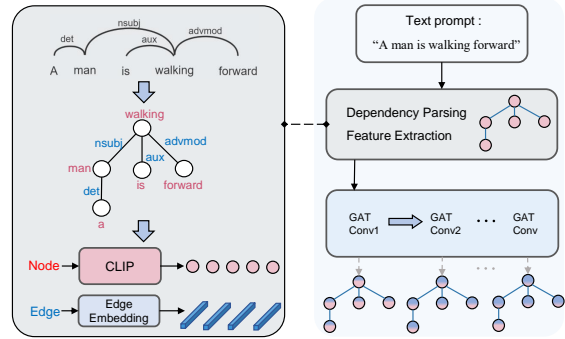 nsubj
det
aux
advmod
A man is walking forward
walking
nsubj
aux
advmod
man
is
forward
det
a
Node
CLIP
Edge
Edge
Embedding
Text prompt :
“A man is walking forward”
Dependency Parsing
Feature Extraction
GAT GAT GAT
Conv1 Conv2 ··· Conv
...